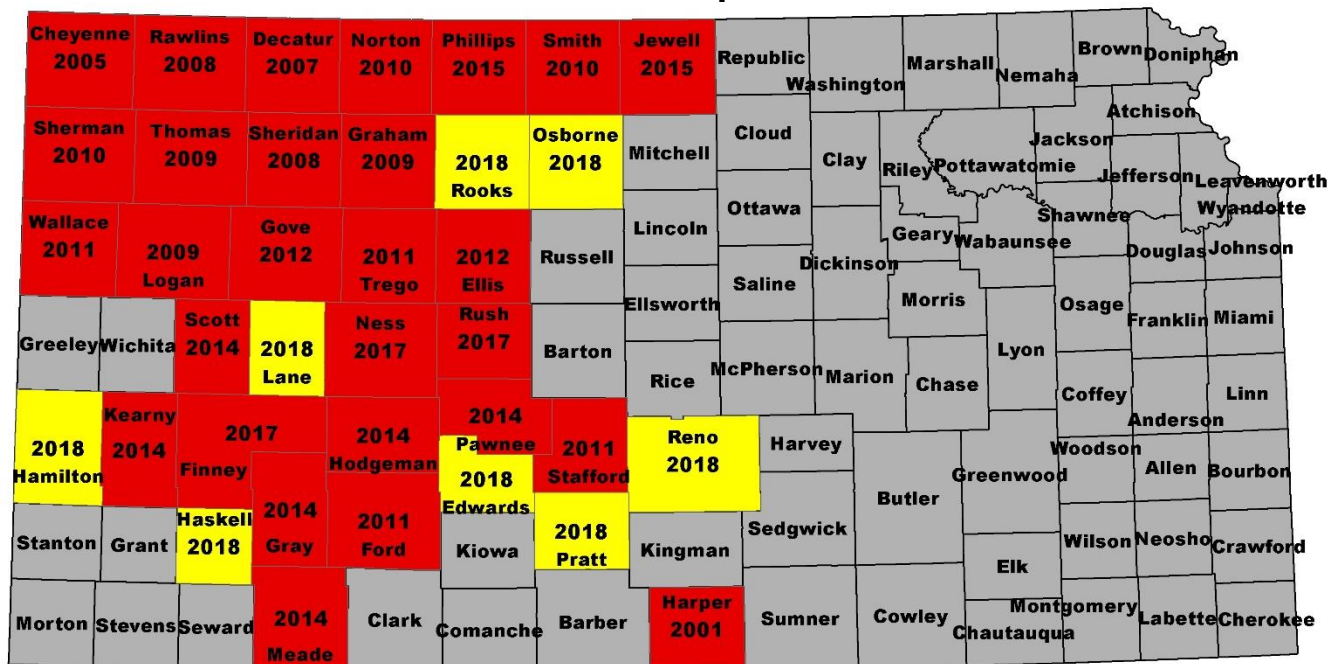 Cheyenne
2005
Rawlins
2008
Decatur
2007
Norton
2010
Phillips
2015
Smith
2010
Jewell
2015
Republic
Washington
Marshall
Nemaha
Brown
Doniphan
Sherman
2010
Thomas
2009
Sheridan
2008
Graham
2009
2018
Rooks
Osborne
2018
Mitchell
Cloud
Clay
Riley
Pottawatomie
Jackson
Atchison
Jefferson
Leavenworth
Wyandotte
Wallace
2011
2009
Logan
Gove
2012
2011
Trego
2012
Ellis
Russell
Lincoln
Ottawa
Geary
Wabaunsee
Shawnee
Douglas
Johnson
Greeley
Wichita
Scott
2014
2018
Lane
Ness
2017
Rush
2017
Barton
Ellsworth
Saline
Dickinson
Morris
Lyon
Osage
Franklin
Miami
Rice
McPherson
Marion
Chase
Coffey
Anderson
Linn
2018
Hamilton
Kearny
2014
2017
Finney
2014
Hodgeman
2014
Pawnee
2011
Stafford
Reno
2018
Harvey
Butler
Greenwood
Woodson
Allen
Bourbon
2018
Edwards
Stanton
Grant
Haskell
2018
2014
Gray
2011
Ford
Kiowa
2018
Pratt
Kingman
Sedgwick
Elk
Wilson
Neosho
Crawford
Morton
Stevens
Seward
2014
Meade
Clark
Comanche
Barber
Harper
2001
Sumner
Cowley
Chautauqua
Montgomery
Labette
Cherokee